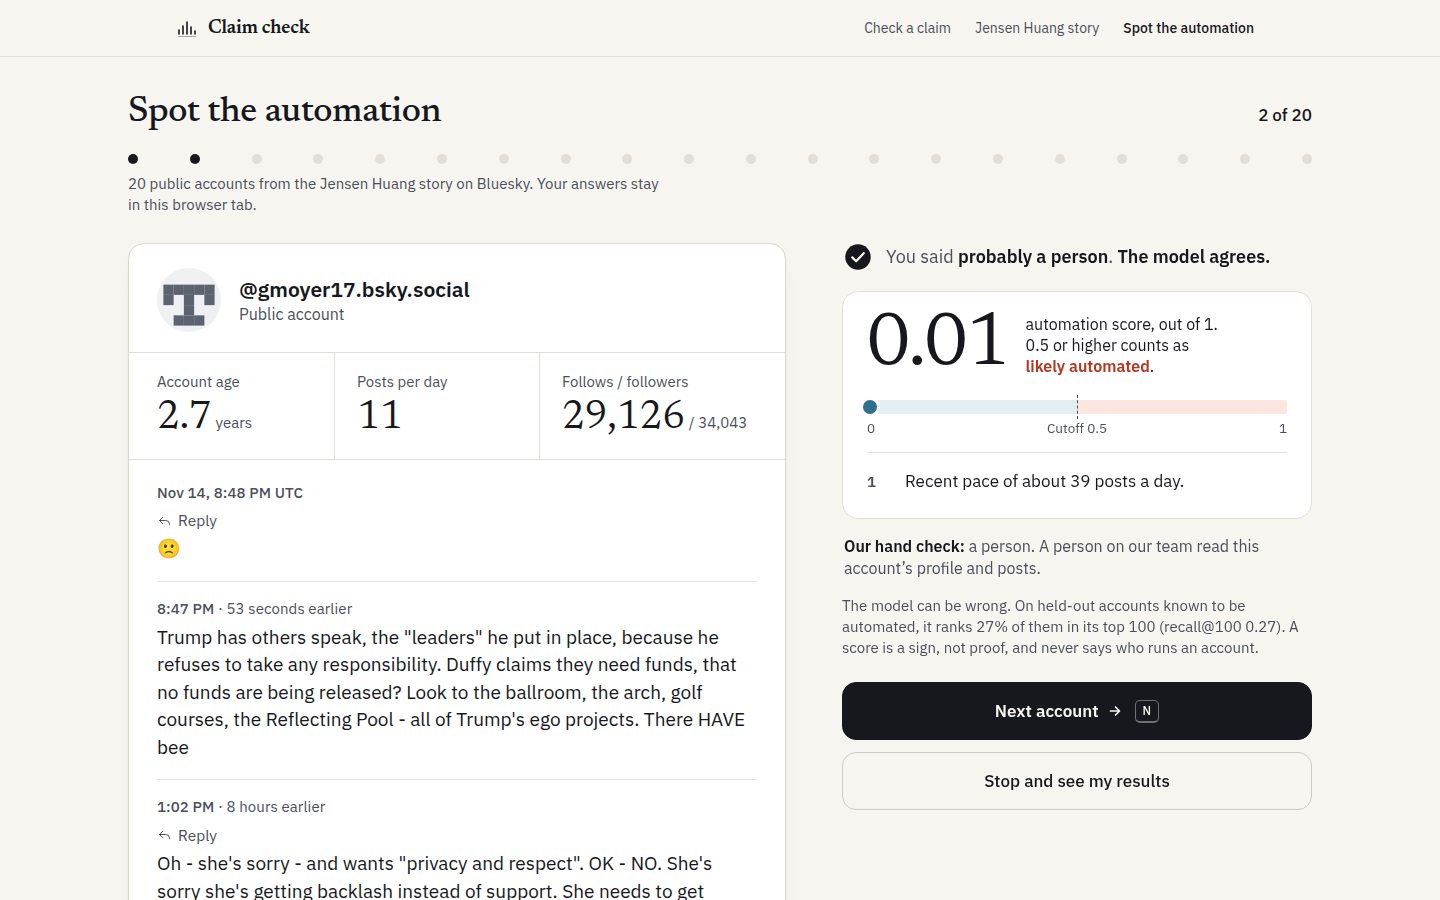 Claim check
Check a claim
Jensen Huang story
Spot the automation
Spot the automation
2 of 20
20 public accounts from the Jensen Huang story on Bluesky. Your answers stay
in this browser tab.
@gmoyer17.bsky.social
Public account
Account age
2.7 years
Posts per day
11
Follows / followers
29,126 / 34,043
Nov 14, 8:48 PM UTC
Reply
🙁
8:47 PM · 53 seconds earlier
Trump has others speak, the "leaders" he put in place, because he
refuses to take any responsibility. Duffy claims they need funds, that
no funds are being released? Look to the ballroom, the arch, golf
courses, the Reflecting Pool - all of Trump's ego projects. There HAVE
bee
1:02 PM · 8 hours earlier
Reply
Oh - she's sorry - and wants "privacy and respect". OK - NO. She's
sorry she's getting backlash instead of support. She needs to get
You said probably a person. The model agrees.
0.01
automation score, out of 1.
0.5 or higher counts as
likely automated.
0
Cutoff 0.5
1
1 Recent pace of about 39 posts a day.
Our hand check: a person. A person on our team read this
account's profile and posts.
The model can be wrong. On held-out accounts known to be
automated, it ranks 27% of them in its top 100 (recall@100 0.27). A
score is a sign, not proof, and never says who runs an account.
Next account → N
Stop and see my results